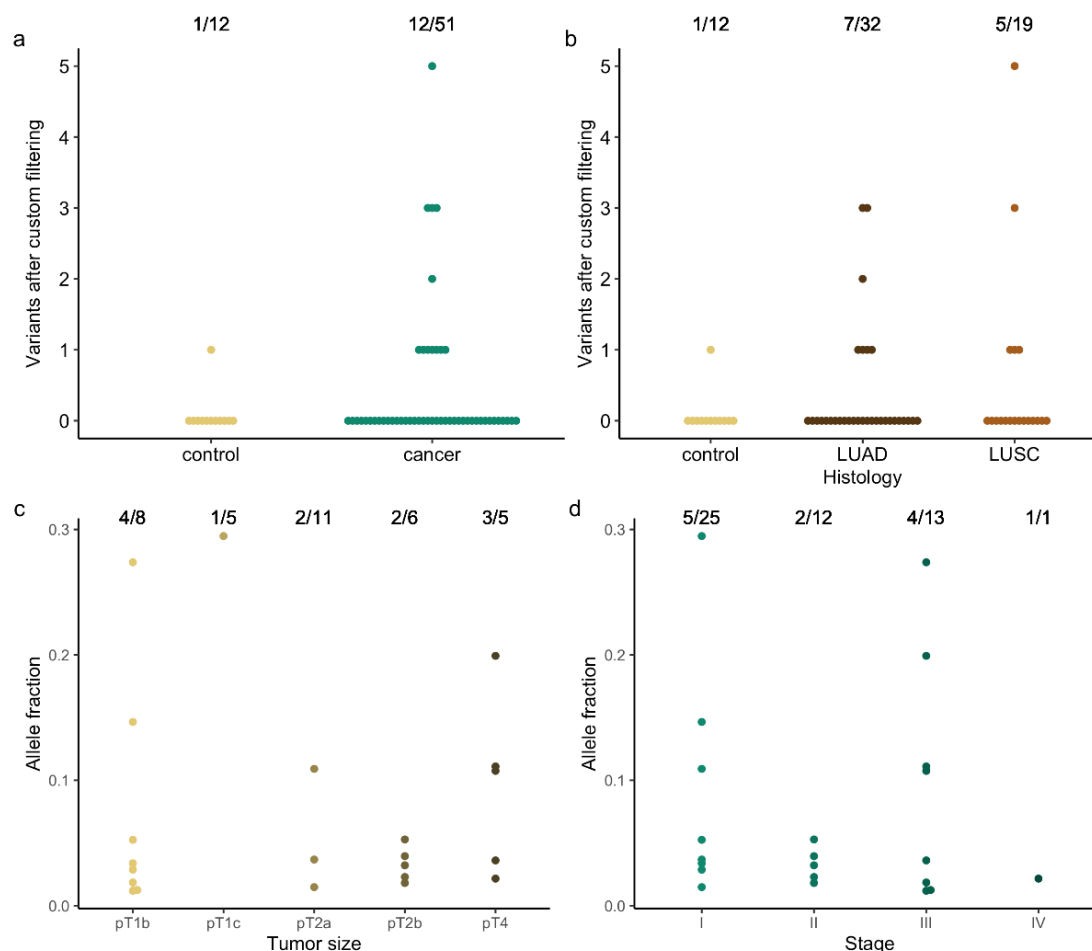 a
1/12 12/51
Variants after custom filtering
5
4
3
2
1
0
control cancer
b
1/12 7/32 5/19
Variants after custom filtering
5
4
3
2
1
0
control LUAD LUSC
Histology
c
4/8 1/5 2/11 2/6 3/5
Allele fraction
0.3
0.2
0.1
0.0
pT1b pT1c pT2a pT2b pT4
Tumor size
d
5/25 2/12 4/13 1/1
Allele fraction
0.3
0.2
0.1
0.0
I II III IV
Stage